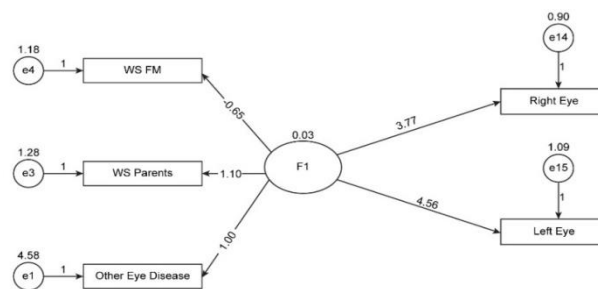 0.90
e14
1
Right Eye
1.18
e4
1
WS FM
-0.65
3.77
0.03
F1
1.28
e3
1
WS Parents
1.10
1.09
e15
1
Left Eye
4.56
1.00
4.58
e1
1
Other Eye Disease